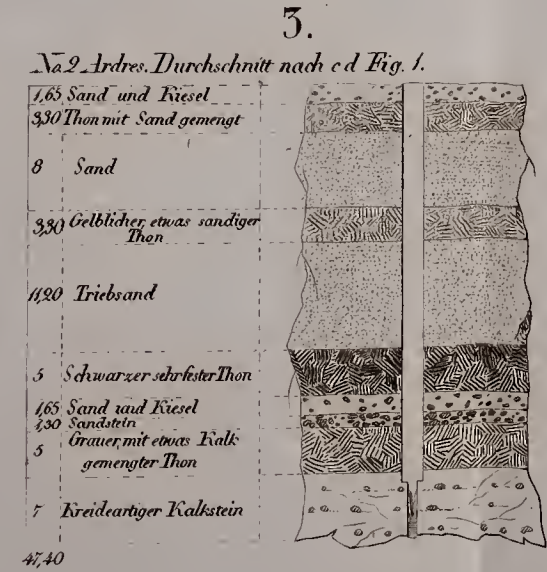 3.
No. 2 Ardres. Durchschnitt nach c d Fig. 1.
1,65 Sand und Kiesel
3,30 Thon mit Sand gemengt
8 Sand
3,30 Gelblicher, etwas sandiger
Thon
11,20 Triebsand
5 Schwarzer sehr fester Thon
1,65 Sand und Kiesel
1,30 Sandstein
5 Grauer, mit etwas Kalk
gemengter Thon
7 Kreideartiger Kalkstein
47,40